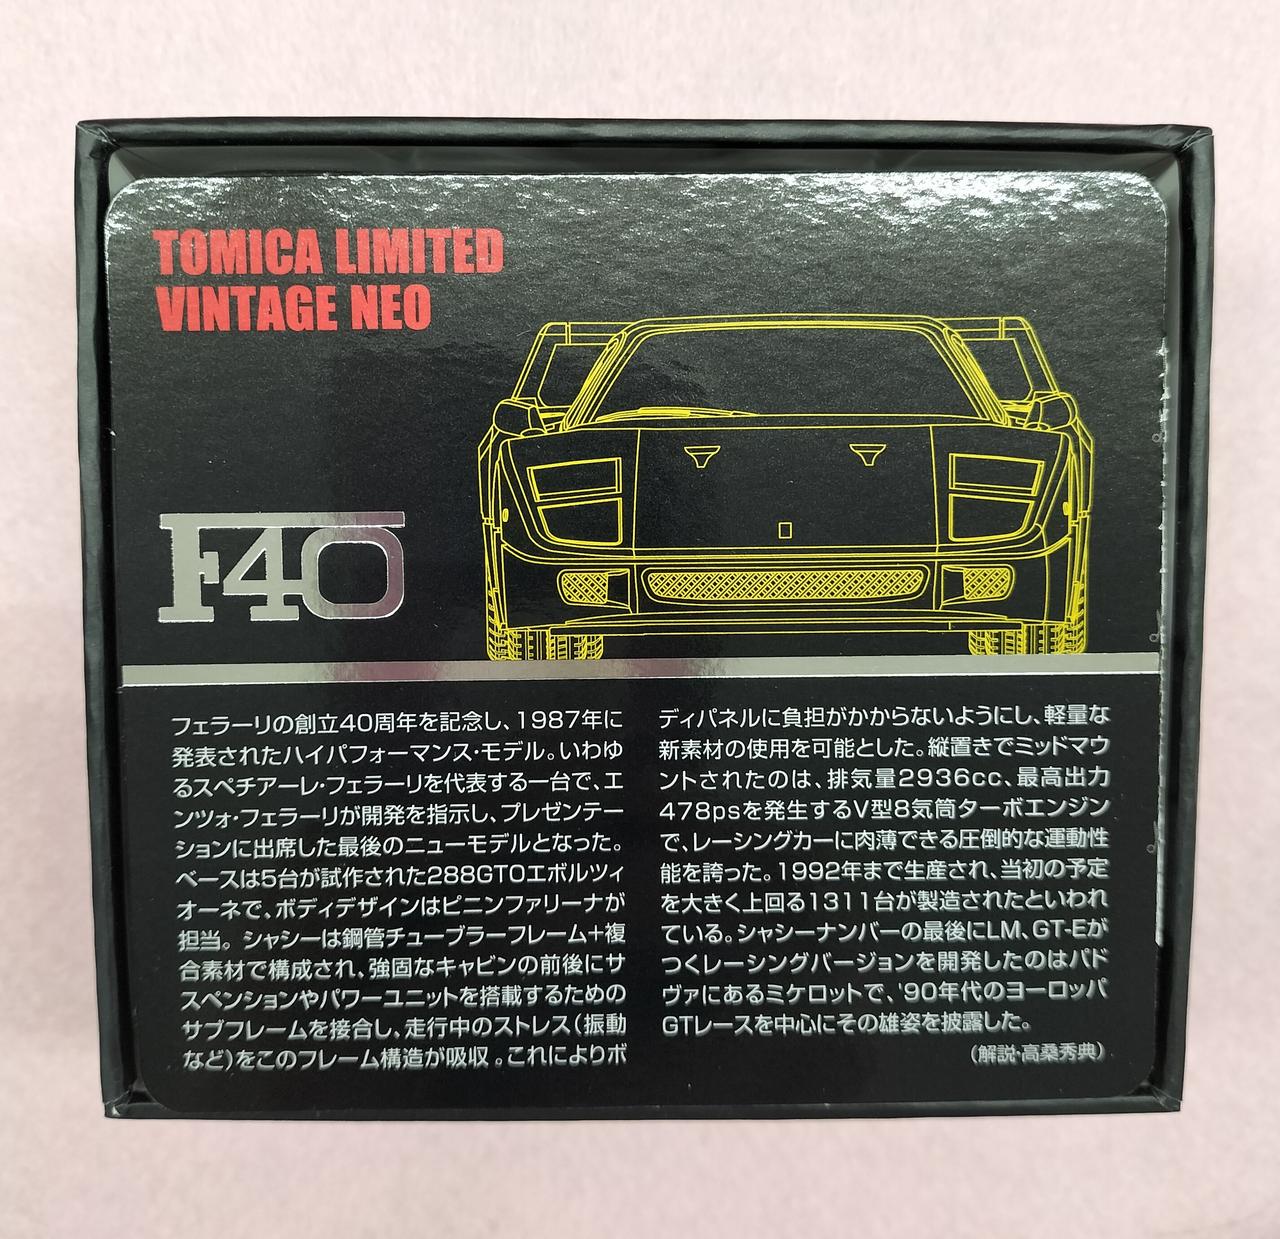 TOMICA LIMITED
VINTAGE NEO
F40
フェラーリの創立40周年を記念し、1987年に
発表されたハイパフォーマンス・モデル。いわゆ
るスペチアーレ・フェラーリを代表する一台で、エ
ンツォ・フェラーリが開発を指示し、プレゼンテー
ションに出席した最後のニューモデルとなった。
ベースは5台が試作された288GTOエボルツィ
オーネで、ボディデザインはピニンファリーナが
担当。シャシーは鋼管チューブラーフレーム+複
合素材で構成され、強固なキャビンの前後にサ
スペンションやパワーユニットを搭載するための
サブフレームを接合し、走行中のストレス(振動
など)をこのフレーム構造が吸収。これによりボ
ディパネルに負担がかからないようにし、軽量な
新素材の使用を可能とした。縦置きでミッドマウ
ントされたのは、排気量2936cc、最高出力
478psを発生するV型8気筒ターボエンジン
で、レーシングカーに肉薄できる圧倒的な運動性
能を誇った。1992年まで生産され、当初の予定
を大きく上回る1311台が製造されたといわれ
ている。シャシーナンバーの最後にLM、GT-Eが
つくレーシングバージョンを開発したのはパド
ヴァにあるミケロットで、'90年代のヨーロッパ
GTレースを中心にその雄姿を披露した。
(解説・高桑秀典)